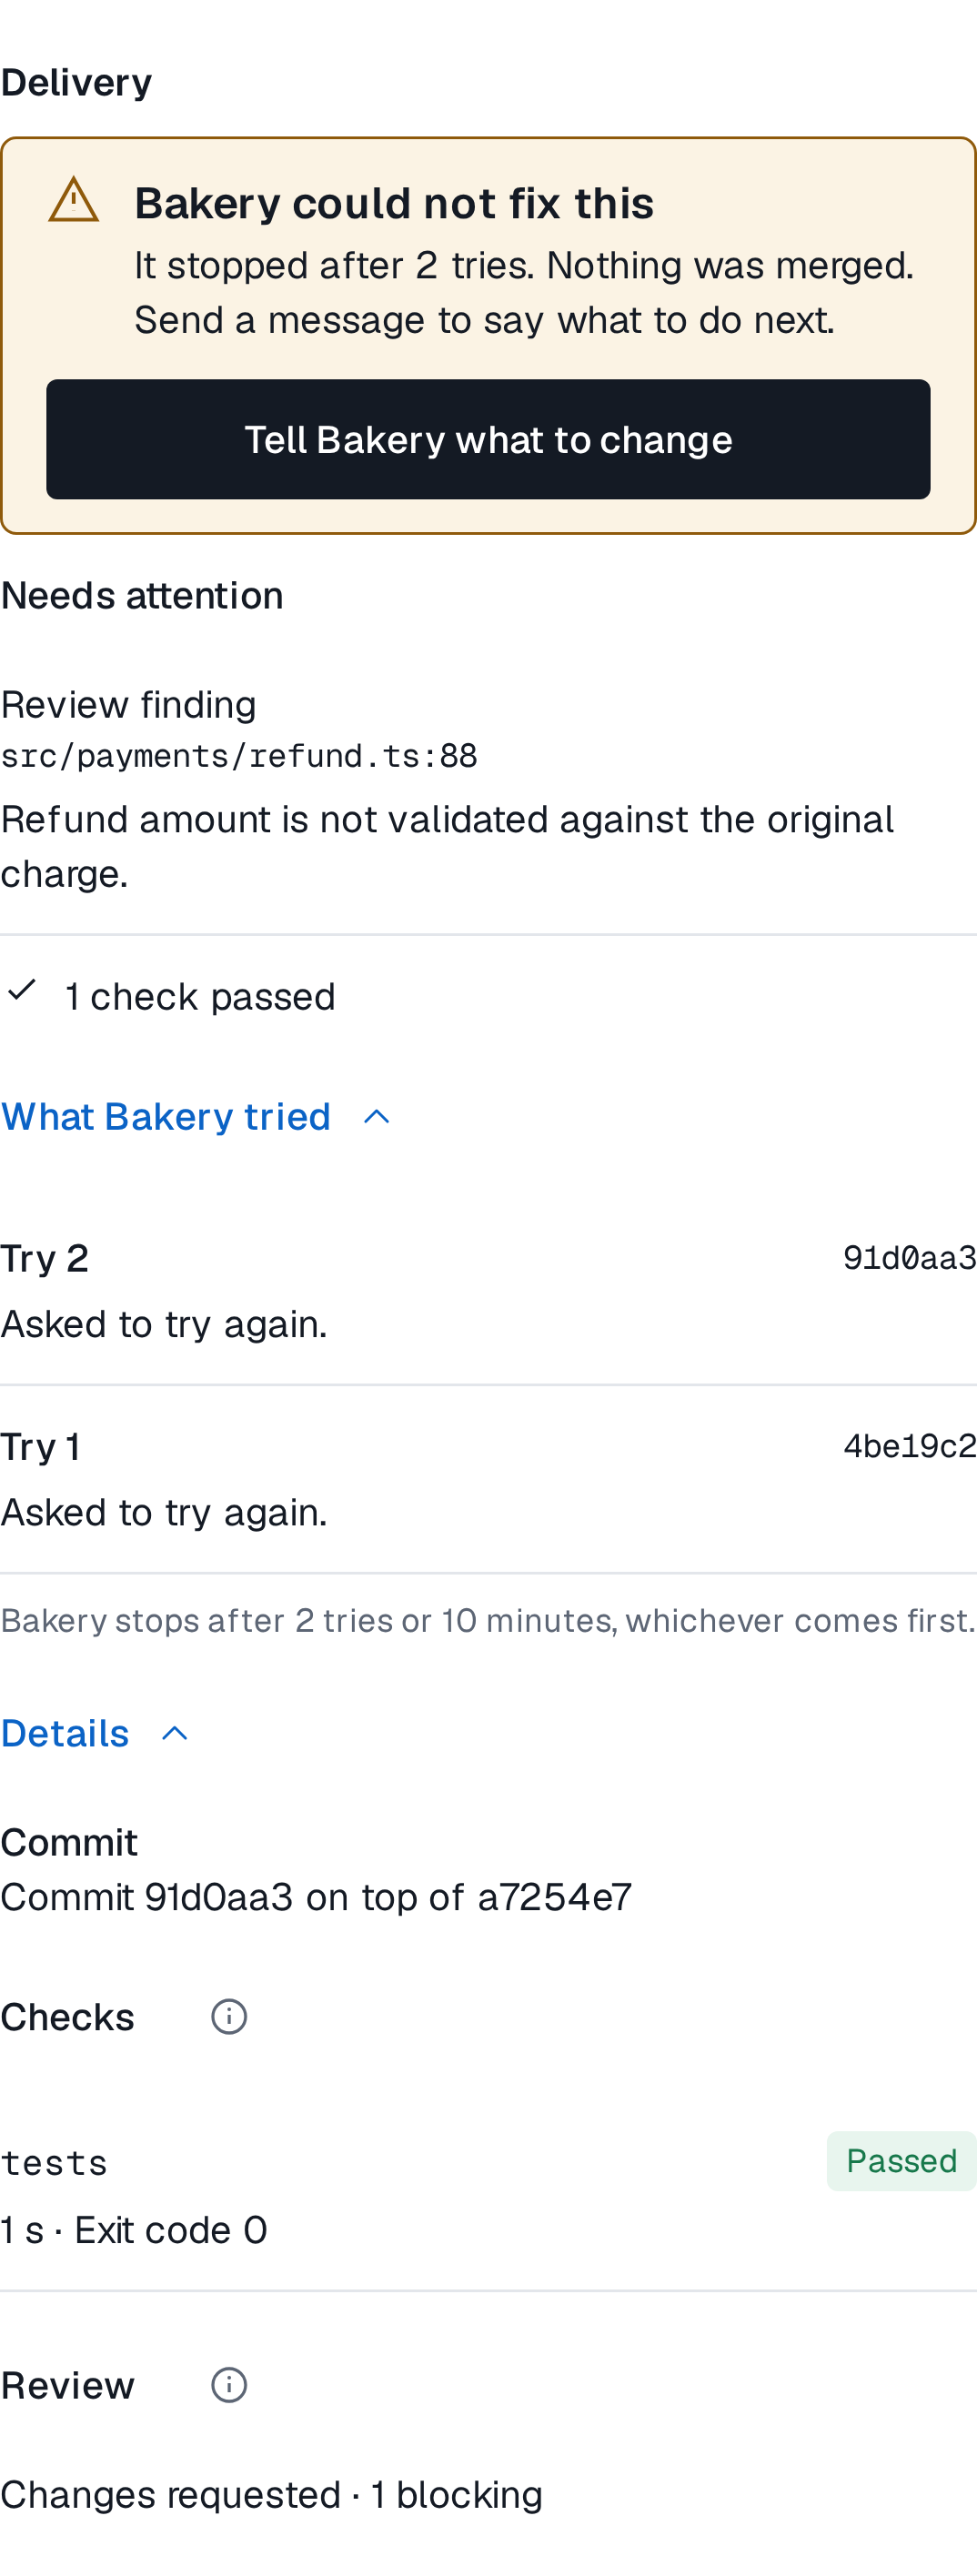 Delivery
Bakery could not fix this
It stopped after 2 tries. Nothing was merged.
Send a message to say what to do next.
Tell Bakery what to change
Needs attention
Review finding
src/payments/refund.ts:88
Refund amount is not validated against the original
charge.
1 check passed
What Bakery tried
Try 2 91d0aa3
Asked to try again.
Try 1 4be19c2
Asked to try again.
Bakery stops after 2 tries or 10 minutes, whichever comes first.
Details
Commit
Commit 91d0aa3 on top of a7254e7
Checks
tests Passed
1 s · Exit code 0
Review
Changes requested · 1 blocking